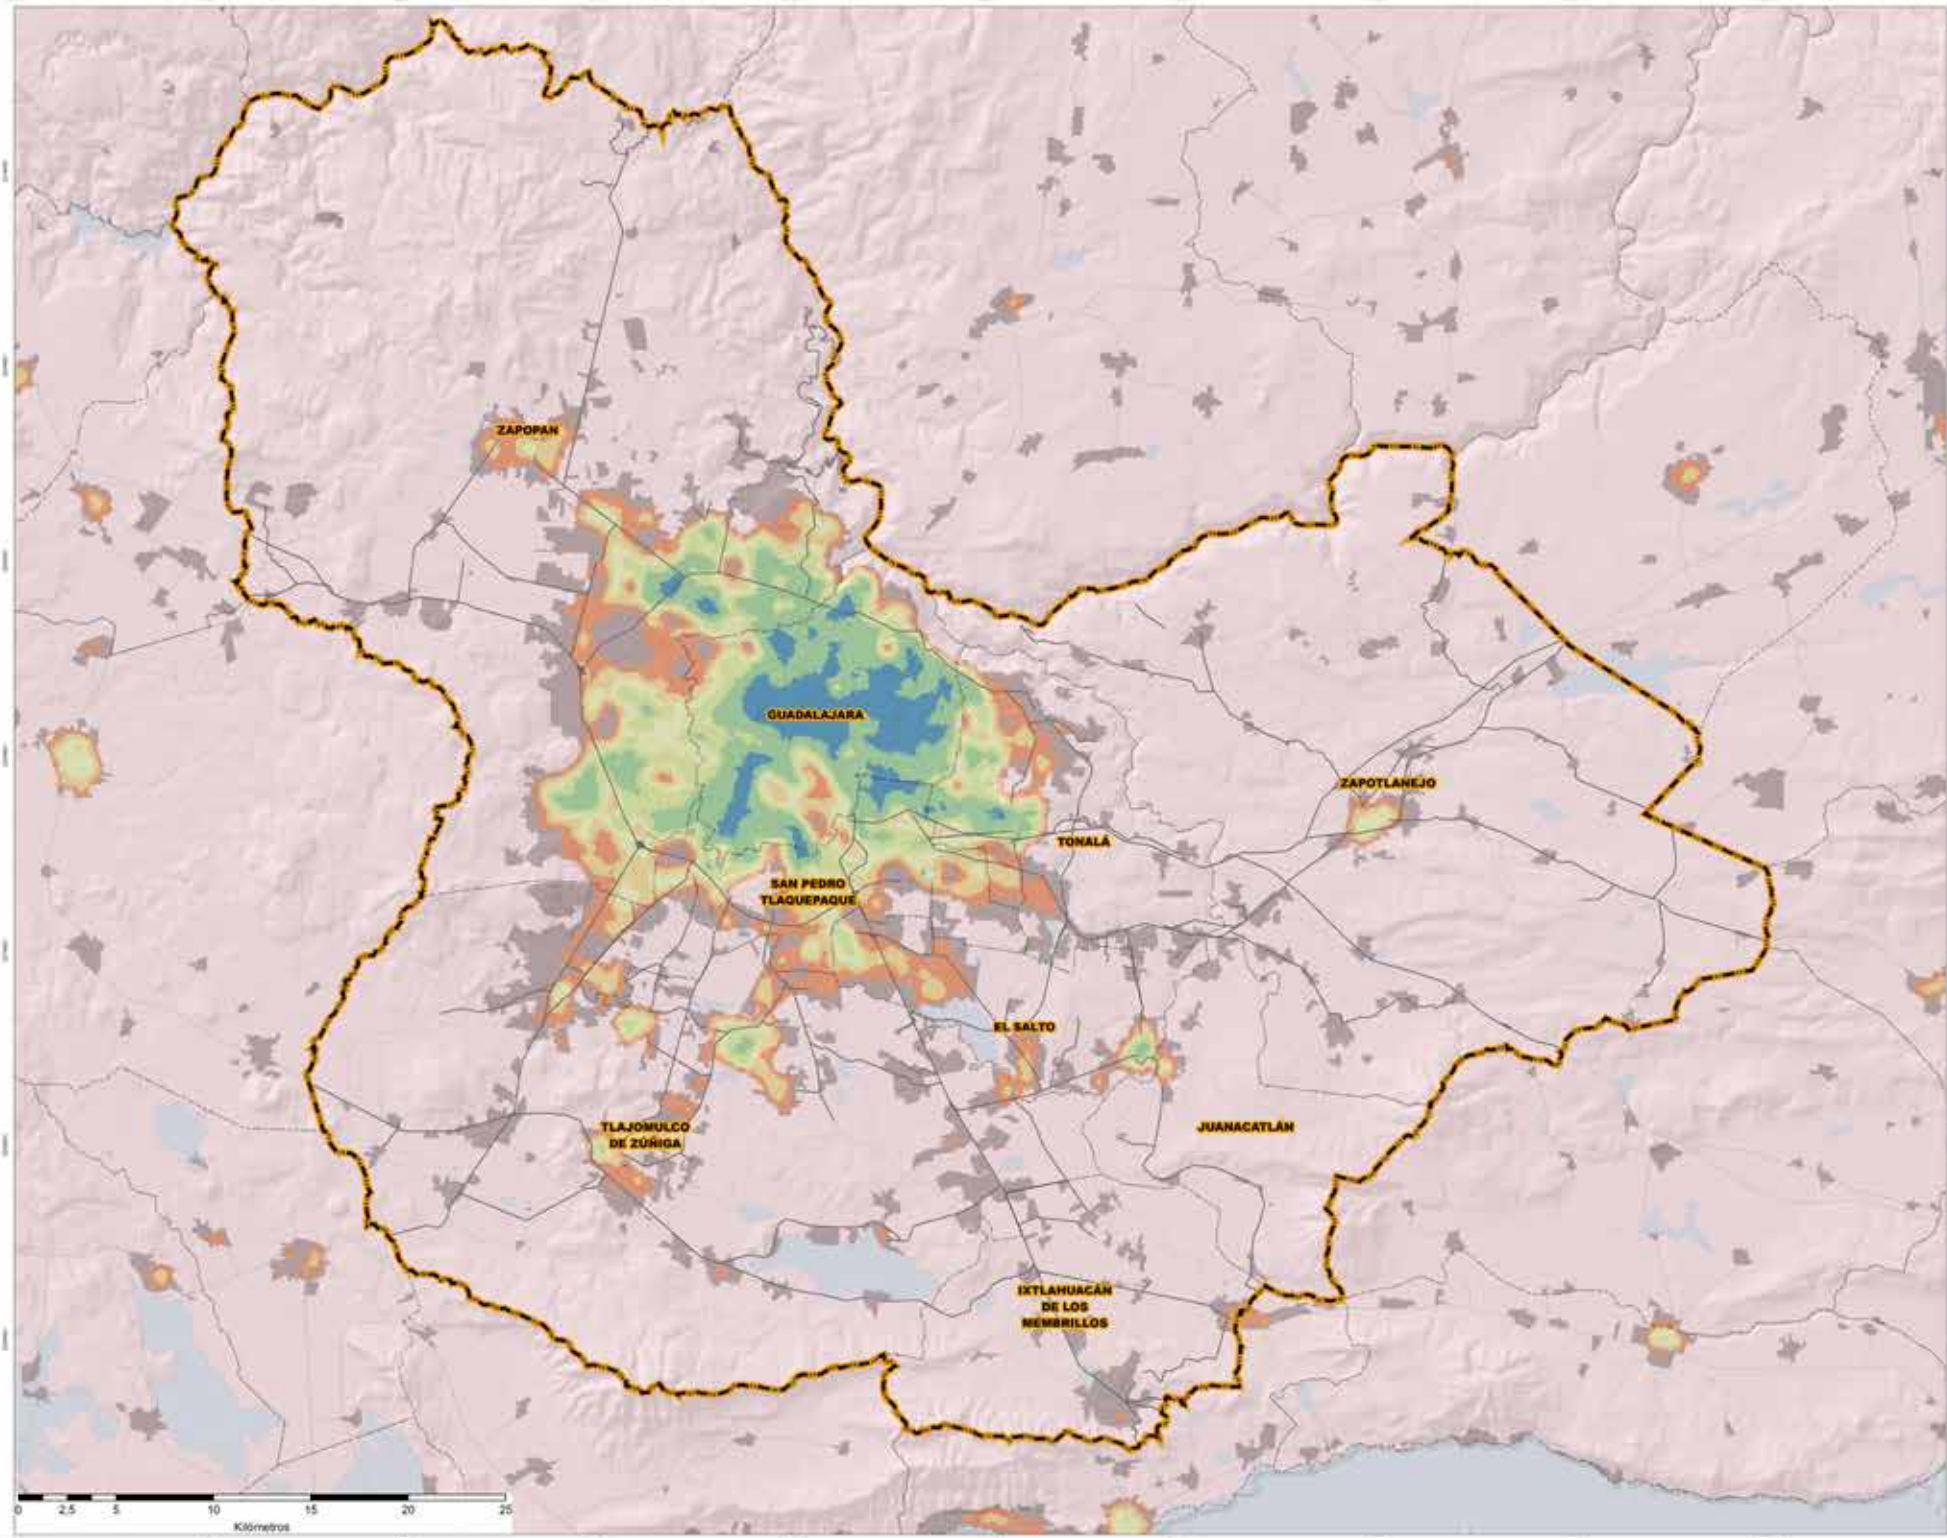 ZAPOPAN
GUADALAJARA
ZAPOTLANEJO
TONALÁ
SAN PEDRO
TLAQUEPAQUE
EL SALTO
TLAJOMULCO
DE ZÚÑIGA
JUANACATLÁN
IXTLAHUACÁN
DE LOS
MEMBRILLOS
0 2.5 5 10 15 20 25
Kilómetros